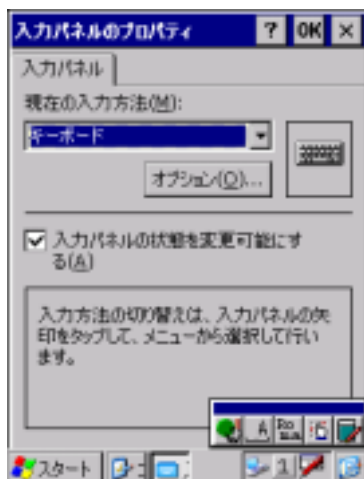 入力パネルのプロパティ ? OK ×
入力パネル
現在の入力方法(M):
キーボード
オプション(O)...
入力パネルの状態を変更可能にす
る(A)
入力方法の切り替えは、入力パネルの矢
印をタップして、メニューから選択して行い
ます。
A
スタート